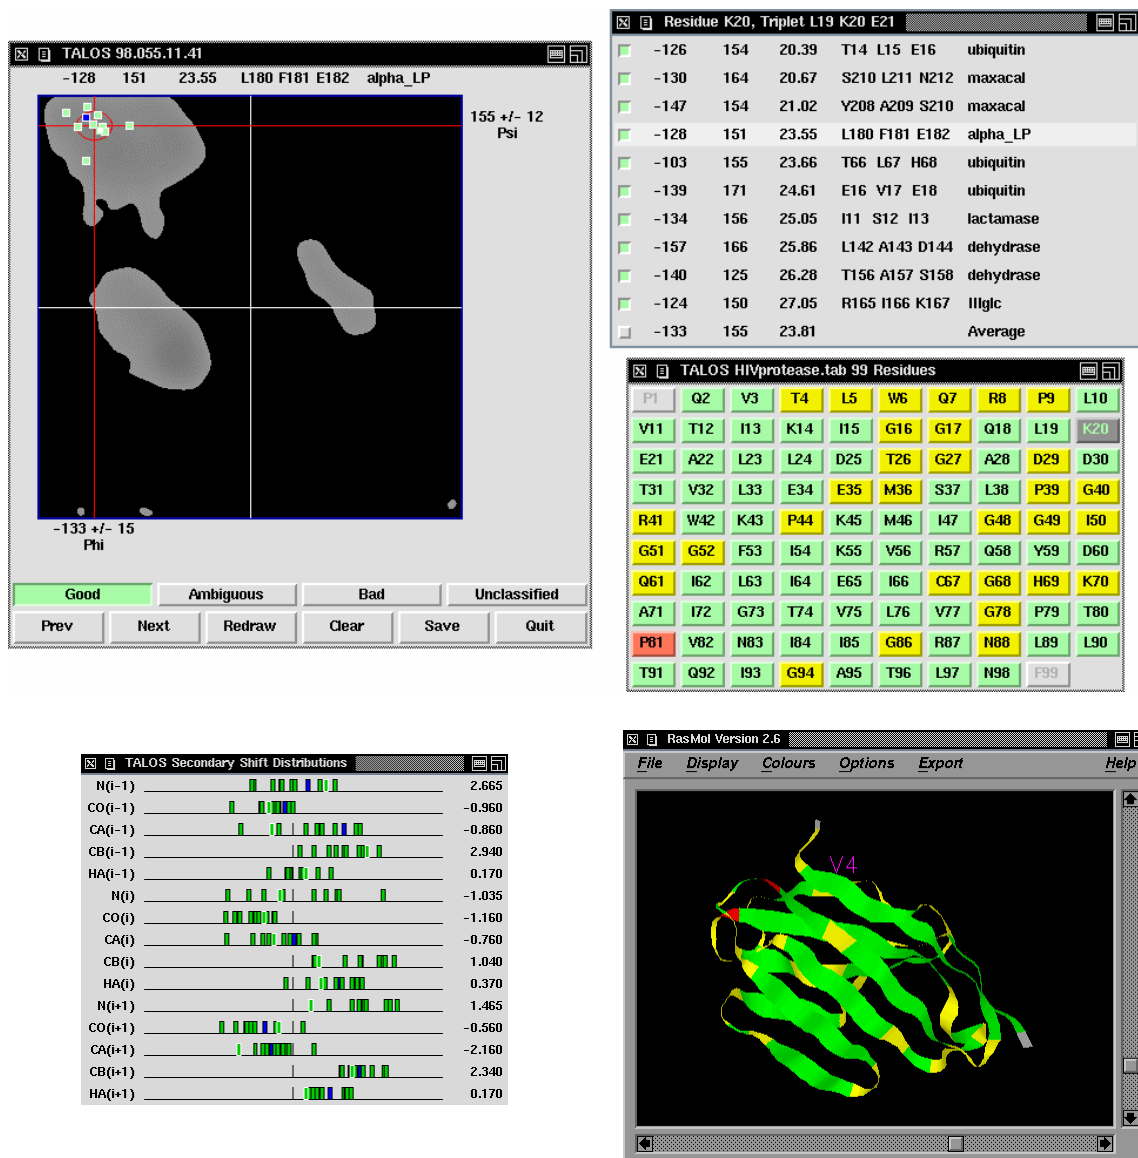 TALOS 98.055.11.41
-128 151 23.55 L180 F181 E182 alpha_LP
155 +/- 12
Psi
-133 +/- 15
Phi
Good Ambiguous Bad Unclassified
Prev Next Redraw Clear Save Quit
Residue K20, Triplet L19 K20 E21
-126 154 20.39 T14 L15 E16 ubiquitin
-130 164 20.67 S210 L211 N212 maxacal
-147 154 21.02 Y208 A209 S210 maxacal
-128 151 23.55 L180 F181 E182 alpha_LP
-103 155 23.66 T66 L67 H68 ubiquitin
-139 171 24.61 E16 V17 E18 ubiquitin
-134 156 25.05 I11 S12 I13 lactamase
-157 166 25.86 L142 A143 D144 dehydrase
-140 125 26.28 T156 A157 S158 dehydrase
-124 150 27.05 R165 I166 K167 IIIglc
-133 155 23.81 Average
TALOS HIVprotease.tab 99 Residues
P1 Q2 V3 T4 L5 W6 Q7 R8 P9 L10
V11 T12 I13 K14 I15 G16 G17 Q18 L19 K20
E21 A22 L23 L24 D25 T26 G27 A28 D29 D30
T31 V32 L33 E34 E35 M36 S37 L38 P39 G40
R41 W42 K43 P44 K45 M46 I47 G48 G49 I50
G51 G52 F53 I54 K55 V56 R57 Q58 Y59 D60
Q61 I62 L63 I64 E65 I66 C67 G68 H69 K70
A71 I72 G73 T74 V75 L76 V77 G78 P79 T80
P81 V82 N83 I84 I85 G86 R87 N88 L89 L90
T91 Q92 I93 G94 A95 T96 L97 N98 F99
TALOS Secondary Shift Distributions
N(i-1) 2.665
CO(i-1) -0.960
CA(i-1) -0.860
CB(i-1) 2.940
HA(i-1) 0.170
N(i) -1.035
CO(i) -1.160
CA(i) -0.760
CB(i) 1.040
HA(i) 0.370
N(i+1) 1.465
CO(i+1) -0.560
CA(i+1) -2.160
CB(i+1) 2.340
HA(i+1) 0.170
RasMol Version 2.6
File Display Colours Options Export Help
V4